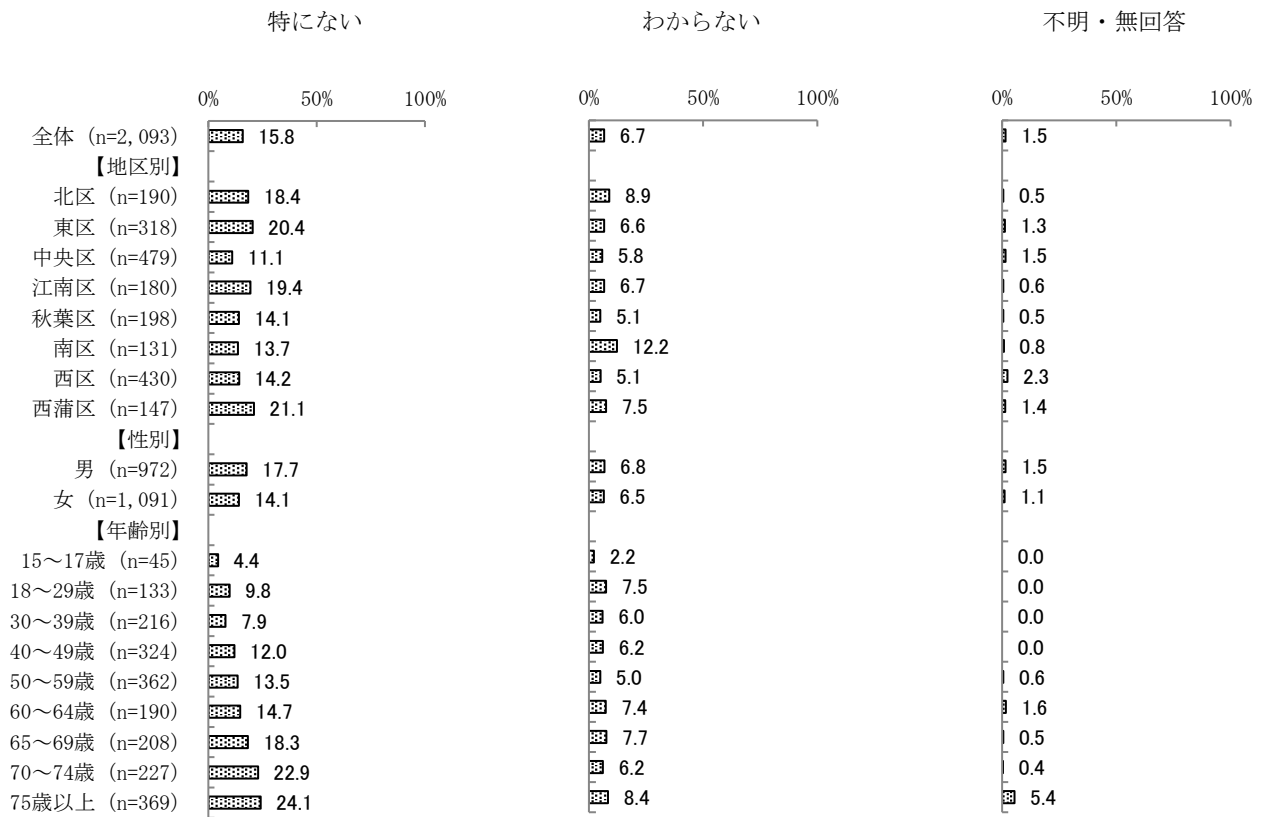 特にない わからない 不明・無回答
0% 50% 100% 0% 50% 100% 0% 50% 100%
全体 (n=2,093) 15.8 6.7 1.5
【地区別】
北区 (n=190) 18.4 8.9 0.5
東区 (n=318) 20.4 6.6 1.3
中央区 (n=479) 11.1 5.8 1.5
江南区 (n=180) 19.4 6.7 0.6
秋葉区 (n=198) 14.1 5.1 0.5
南区 (n=131) 13.7 12.2 0.8
西区 (n=430) 14.2 5.1 2.3
西蒲区 (n=147) 21.1 7.5 1.4
【性別】
男 (n=972) 17.7 6.8 1.5
女 (n=1,091) 14.1 6.5 1.1
【年齢別】
15～17歳 (n=45) 4.4 2.2 0.0
18～29歳 (n=133) 9.8 7.5 0.0
30～39歳 (n=216) 7.9 6.0 0.0
40～49歳 (n=324) 12.0 6.2 0.0
50～59歳 (n=362) 13.5 5.0 0.6
60～64歳 (n=190) 14.7 7.4 1.6
65～69歳 (n=208) 18.3 7.7 0.5
70～74歳 (n=227) 22.9 6.2 0.4
75歳以上 (n=369) 24.1 8.4 5.4